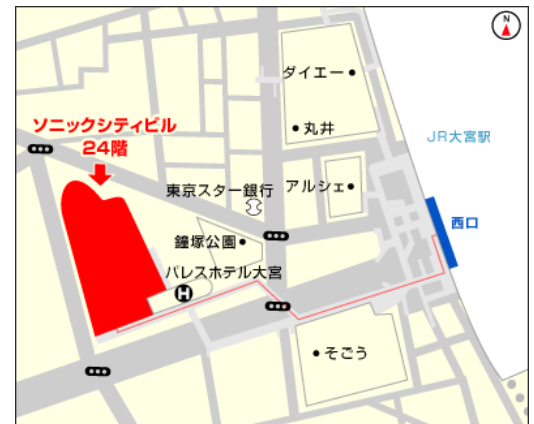 N
ダイエー
丸井
JR大宮駅
ソニックシティビル
24階
東京スター銀行
アルシェ
西口
鐘塚公園
パレスホテル大宮
H
そごう